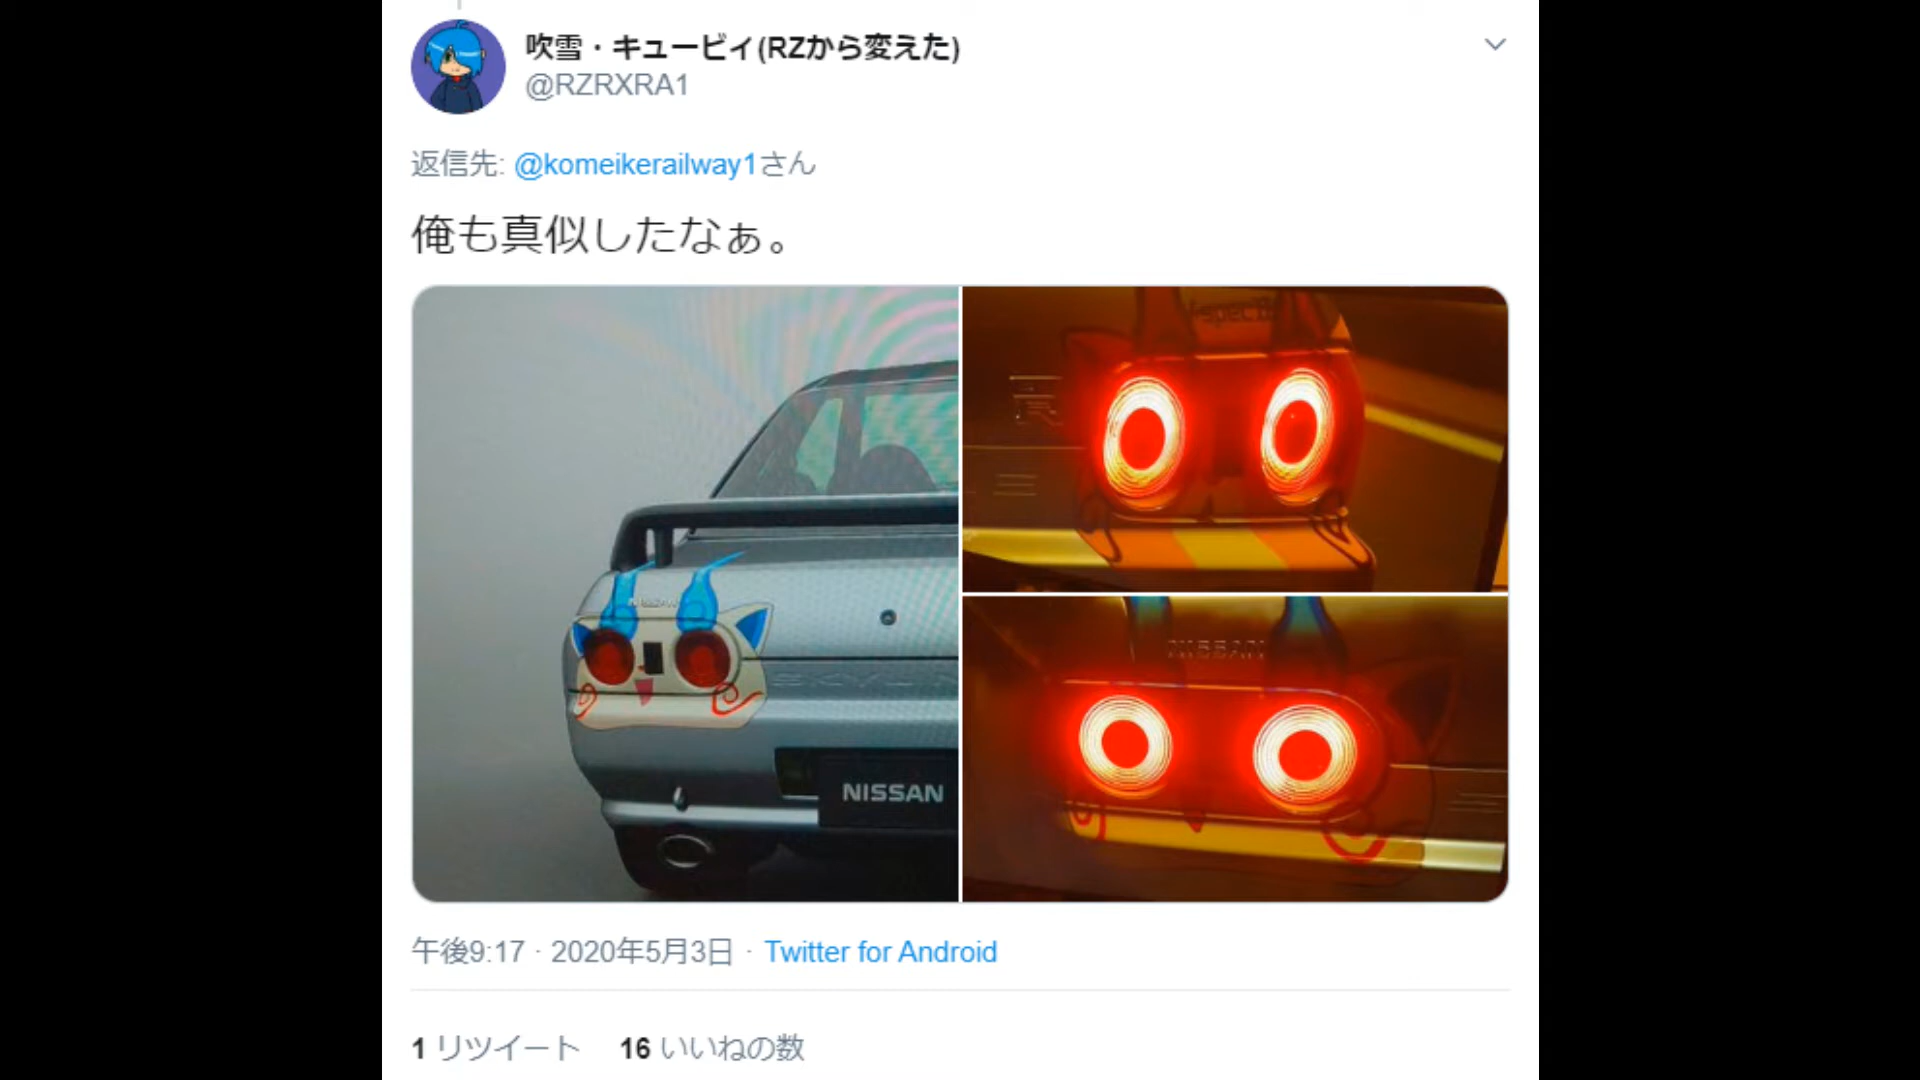 吹雪・キュービィ(RZから変えた)
@RZRXRA1
返信先: @komeikerailway1さん
俺も真似したなぁ。
NISSAN
NISSAN
NISSAN
午後9:17 · 2020年5月3日 · Twitter for Android
1 リツイート 16 いいねの数